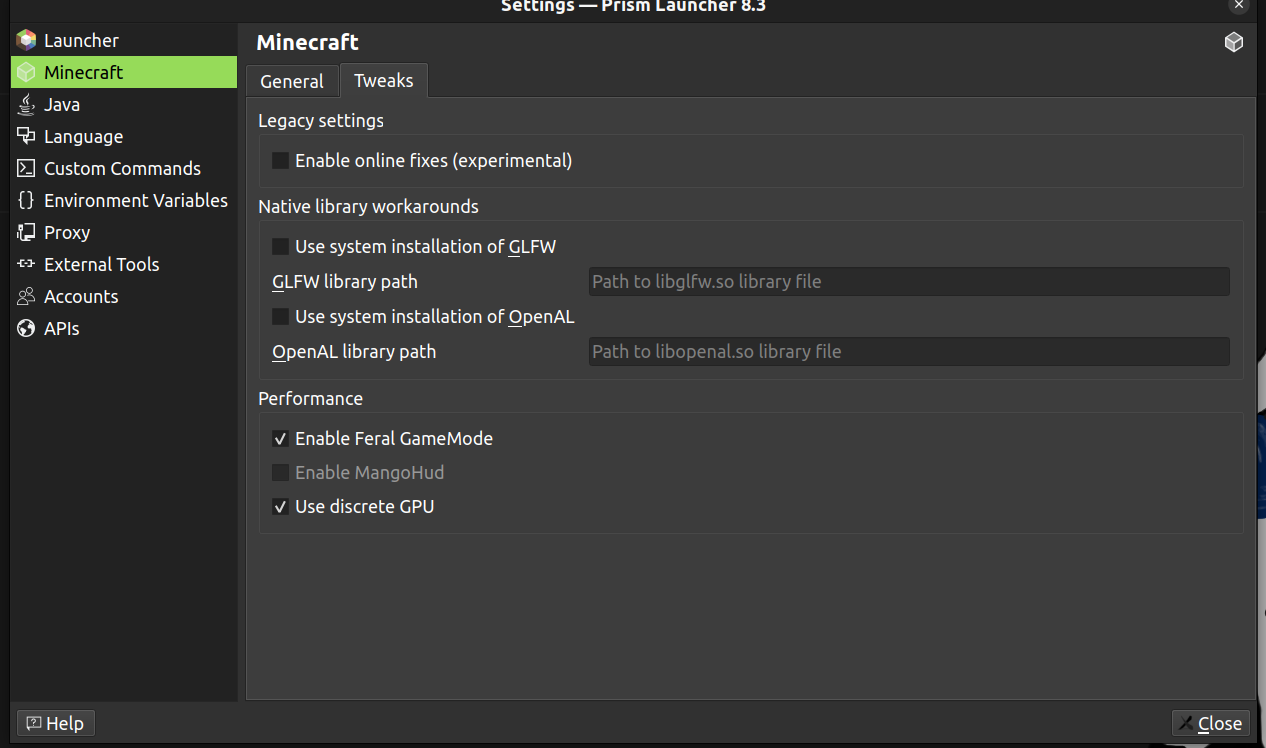 Settings — Prism Launcher 8.3
Launcher
Minecraft
Java
Language
Custom Commands
Environment Variables
Proxy
External Tools
Accounts
APIs
Minecraft
General
Tweaks
Legacy settings
Enable online fixes (experimental)
Native library workarounds
Use system installation of GLFW
GLFW library path
Path to libglfw.so library file
Use system installation of OpenAL
OpenAL library path
Path to libopenal.so library file
Performance
Enable Feral GameMode
Enable MangoHud
Use discrete GPU
Help
Close